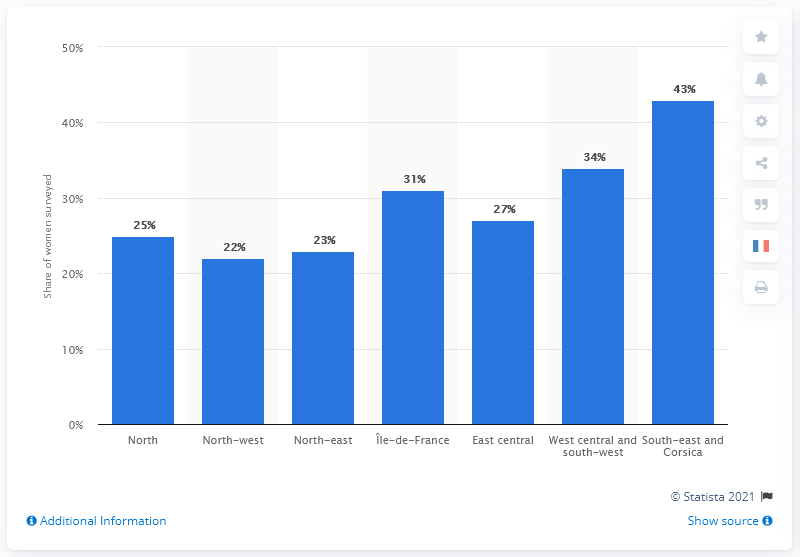 50%
40%
30%
20%
10%
0%
Share of women surveyed
25%
22%
23%
31%
27%
34%
43%
North
North-west
North-east
Île-de-France
East central
West central and
south-west
South-east and
Corsica
© Statista 2021
Additional Information
Show source